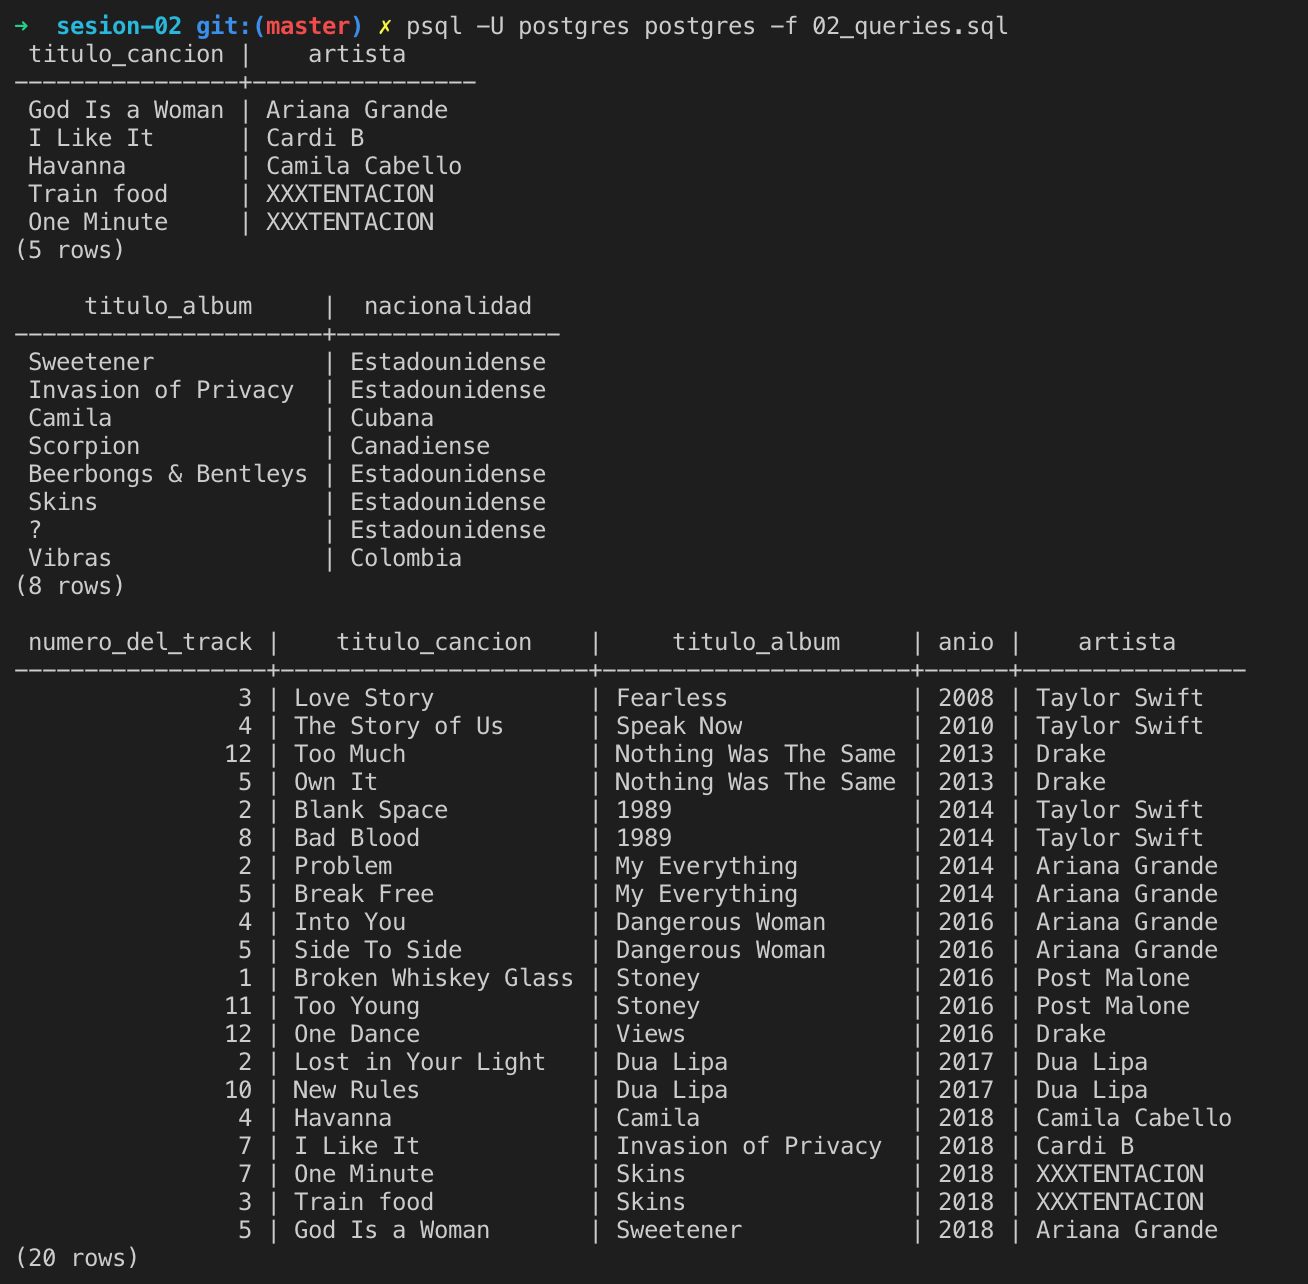 ➜  sesion-02 git:(master) ✗ psql -U postgres postgres -f 02_queries.sql
 titulo_cancion |    artista
----------------+----------------
 God Is a Woman | Ariana Grande
 I Like It      | Cardi B
 Havanna        | Camila Cabello
 Train food     | XXXTENTACION
 One Minute     | XXXTENTACION
(5 rows)

     titulo_album     |  nacionalidad
----------------------+----------------
 Sweetener            | Estadounidense
 Invasion of Privacy  | Estadounidense
 Camila               | Cubana
 Scorpion             | Canadiense
 Beerbongs & Bentleys | Estadounidense
 Skins                | Estadounidense
 ?                    | Estadounidense
 Vibras               | Colombia
(8 rows)

 numero_del_track |    titulo_cancion    |     titulo_album     | anio |    artista
------------------+----------------------+----------------------+------+----------------
                3 | Love Story           | Fearless             | 2008 | Taylor Swift
                4 | The Story of Us      | Speak Now            | 2010 | Taylor Swift
               12 | Too Much             | Nothing Was The Same | 2013 | Drake
                5 | Own It               | Nothing Was The Same | 2013 | Drake
                2 | Blank Space          | 1989                 | 2014 | Taylor Swift
                8 | Bad Blood            | 1989                 | 2014 | Taylor Swift
                2 | Problem              | My Everything        | 2014 | Ariana Grande
                5 | Break Free           | My Everything        | 2014 | Ariana Grande
                4 | Into You             | Dangerous Woman      | 2016 | Ariana Grande
                5 | Side To Side         | Dangerous Woman      | 2016 | Ariana Grande
                1 | Broken Whiskey Glass | Stoney               | 2016 | Post Malone
               11 | Too Young            | Stoney               | 2016 | Post Malone
               12 | One Dance            | Views                | 2016 | Drake
                2 | Lost in Your Light   | Dua Lipa             | 2017 | Dua Lipa
               10 | New Rules            | Dua Lipa             | 2017 | Dua Lipa
                4 | Havanna              | Camila               | 2018 | Camila Cabello
                7 | I Like It            | Invasion of Privacy  | 2018 | Cardi B
                7 | One Minute           | Skins                | 2018 | XXXTENTACION
                3 | Train food           | Skins                | 2018 | XXXTENTACION
                5 | God Is a Woman       | Sweetener            | 2018 | Ariana Grande
(20 rows)